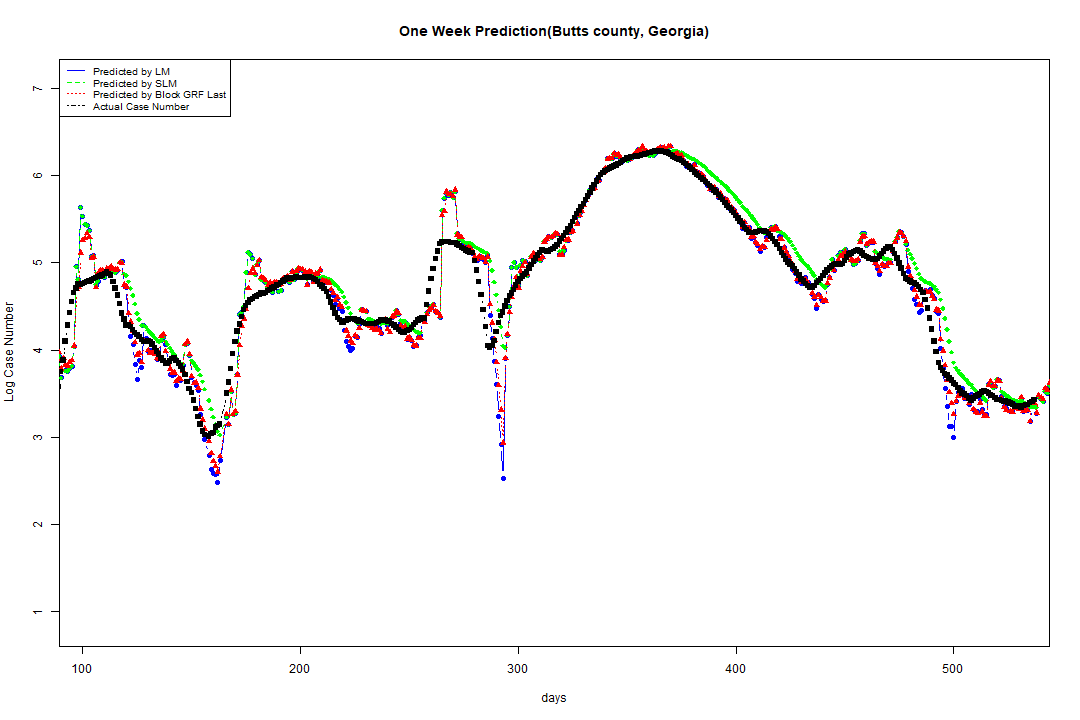 One Week Prediction(Butts county, Georgia)
Predicted by LM
Predicted by SLM
Predicted by Block GRF Last
Actual Case Number
7
6
5
4
3
2
1
Log Case Number
100 200 300 400 500
days